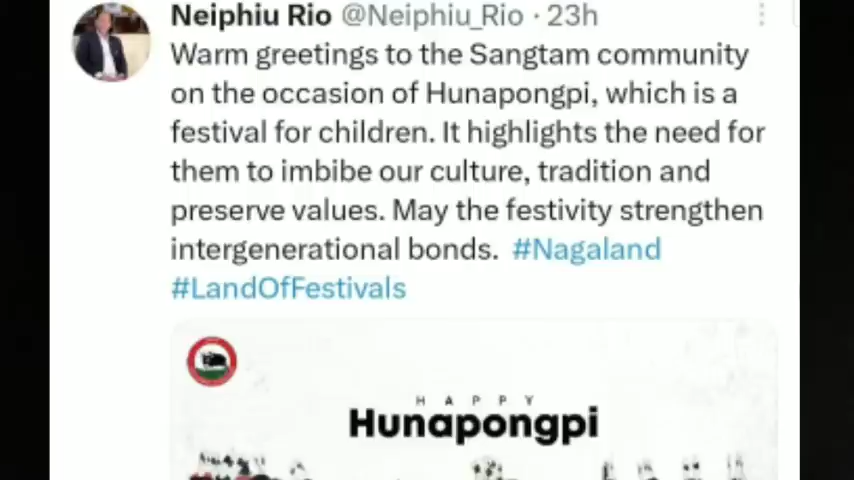 Neiphiu Rio @Neiphiu_Rio · 23h
Warm greetings to the Sangtam community
on the occasion of Hunapongpi, which is a
festival for children. It highlights the need for
them to imbibe our culture, tradition and
preserve values. May the festivity strengthen
intergenerational bonds. #Nagaland
#LandOfFestivals
HAPPY
Hunapongpi